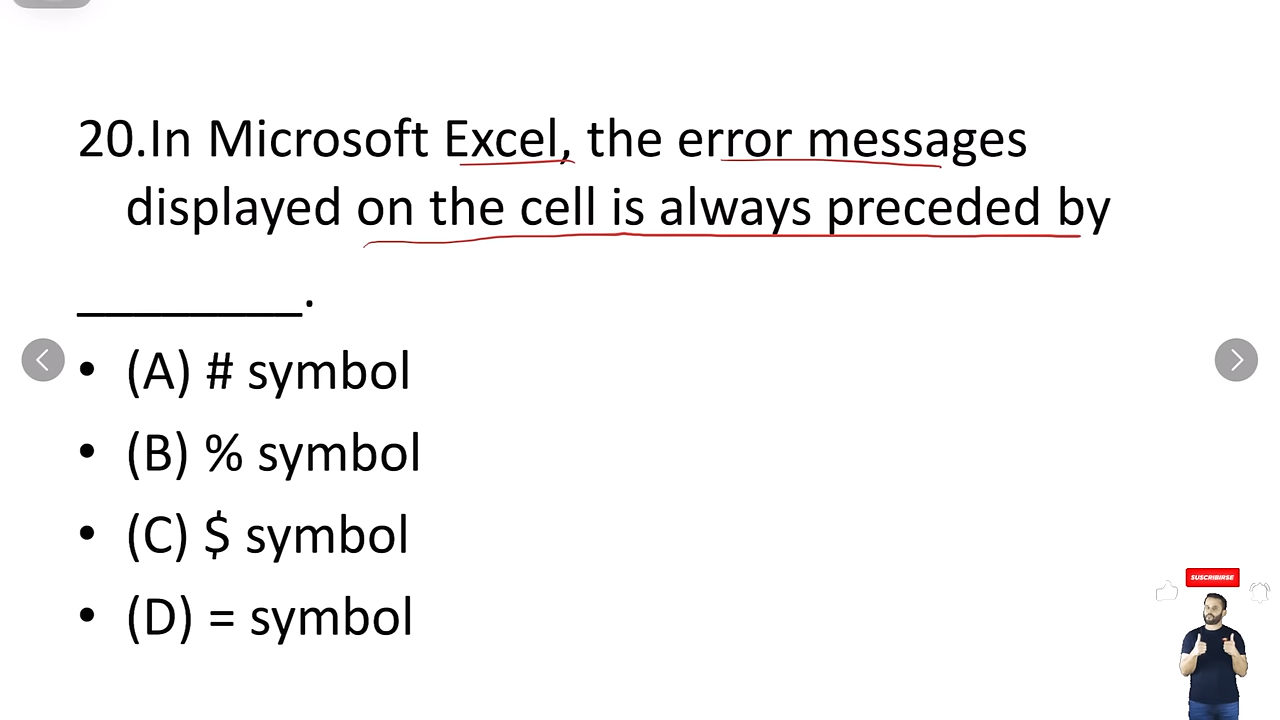 20.In Microsoft Excel, the error messages
displayed on the cell is always preceded by
________.
• (A) # symbol
• (B) % symbol
• (C) $ symbol
• (D) = symbol
SUSCRIBIRSE